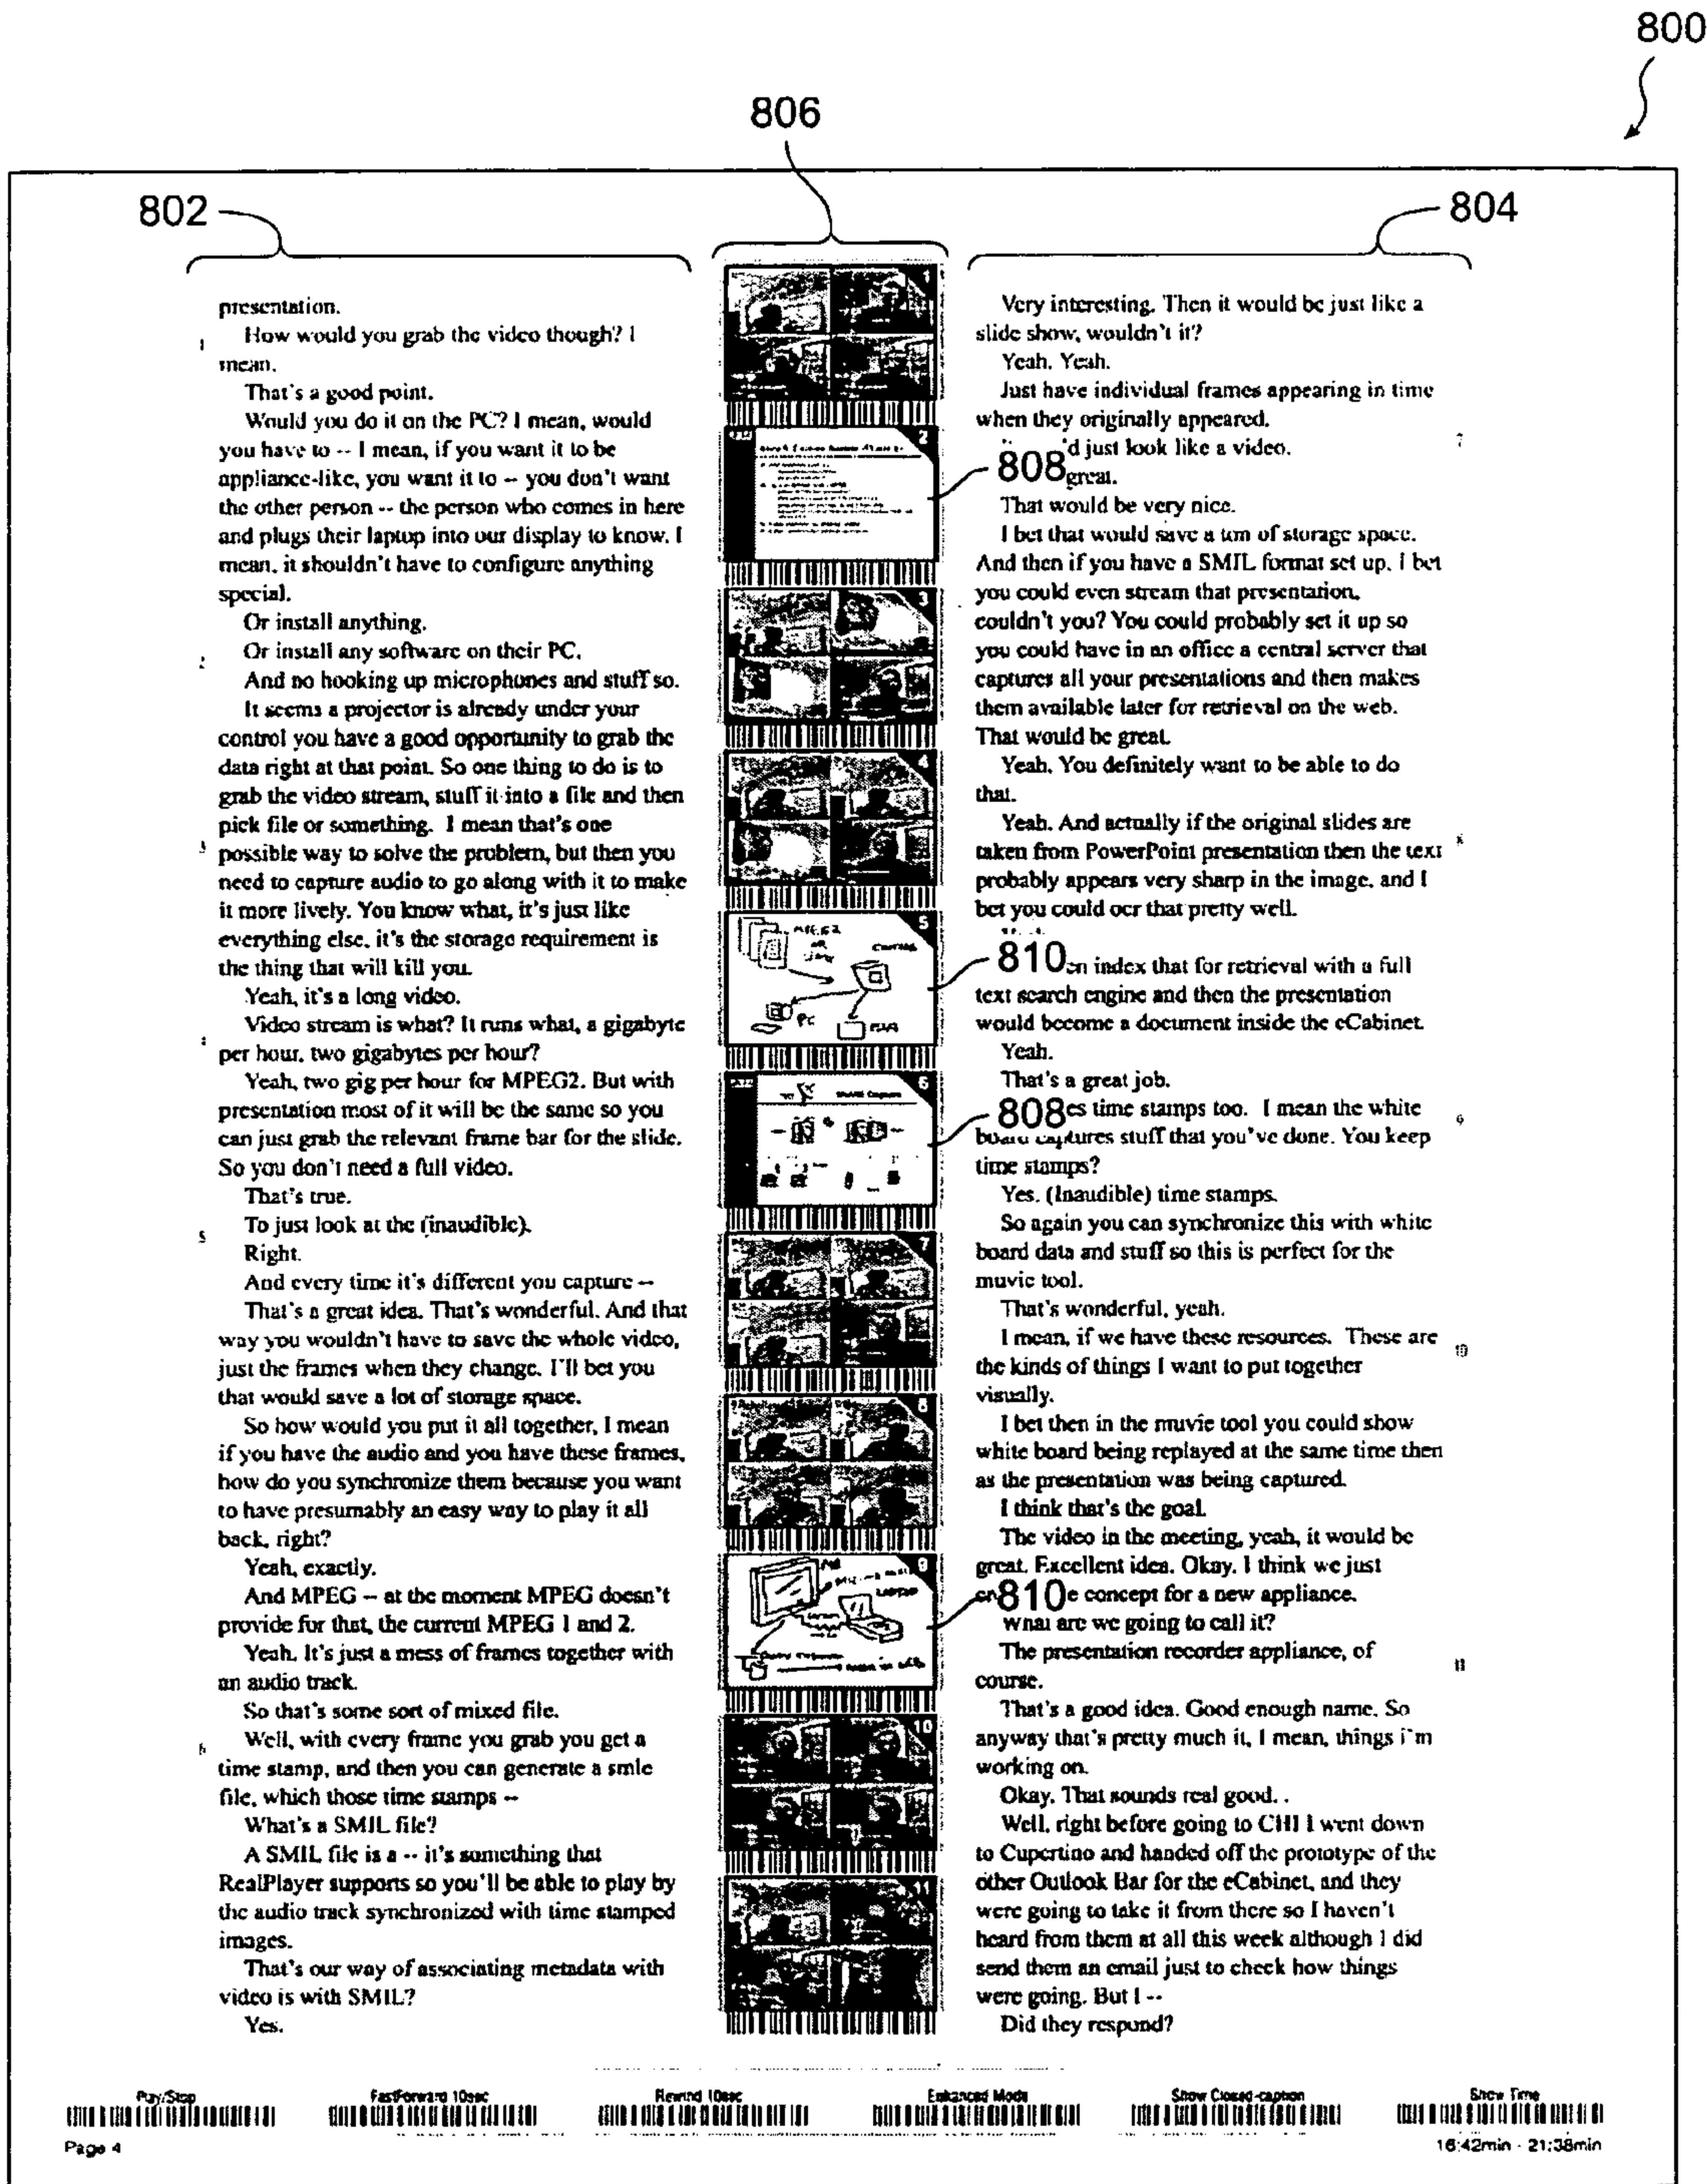 800
806
802
804
presentation.
How would you grab the video though? I
mean.
That's a good point.
Would you do it on the PC? I mean, would
you have to -- I mean, if you want it to be
appliance-like, you want it to -- you don't want
the other person -- the person who comes in here
and plugs their laptop into our display to know. I
mean, it shouldn't have to configure anything
special.
Or install anything.
Or install any software on their PC.
And no hooking up microphones and stuff so.
It seems a projector is already under your
control you have a good opportunity to grab the
data right at that point. So one thing to do is to
grab the video stream, stuff it into a file and then
pick file or something. I mean that's one
possible way to solve the problem, but then you
need to capture audio to go along with it to make
it more lively. You know what, it's just like
everything else, it's the storage requirement is
the thing that will kill you.
Yeah, it's a long video.
Video stream is what? It runs what, a gigabyte
per hour, two gigabytes per hour?
Yeah, two gig per hour for MPEG2. But with
presentation most of it will be the same so you
can just grab the relevant frame bar for the slide.
So you don't need a full video.
That's true.
To just look at the (inaudible).
Right.
And every time it's different you capture --
That's a great idea. That's wonderful. And that
way you wouldn't have to save the whole video,
just the frames when they change. I'll bet you
that would save a lot of storage space.
So how would you put it all together, I mean
if you have the audio and you have these frames,
how do you synchronize them because you want
to have presumably an easy way to play it all
back, right?
Yeah, exactly.
And MPEG -- at the moment MPEG doesn't
provide for that, the current MPEG 1 and 2.
Yeah. It's just a mess of frames together with
an audio track.
So that's some sort of mixed file.
Well, with every frame you grab you get a
time stamp, and then you can generate a smle
file, which those time stamps --
What's a SMIL file?
A SMIL file is a -- it's something that
RealPlayer supports so you'll be able to play by
the audio track synchronized with time stamped
images.
That's our way of associating metadata with
video is with SMIL?
Yes.
1
2
3
4
5
6
1
2
3
4
5
PC
6
7
8
9
LAPTOP
10
11
Very interesting. Then it would be just like a
slide show, wouldn't it?
Yeah. Yeah.
Just have individual frames appearing in time
when they originally appeared.
'd just look like a video.
808
great.
That would be very nice.
I bet that would save a ton of storage space.
And then if you have a SMIL format set up, I bet
you could even stream that presentation,
couldn't you? You could probably set it up so
you could have in an office a central server that
captures all your presentations and then makes
them available later for retrieval on the web.
That would be great.
Yeah. You definitely want to be able to do
that.
Yeah. And actually if the original slides are
taken from PowerPoint presentation then the text
probably appears very sharp in the image, and I
bet you could ocr that pretty well.
810 en index that for retrieval with a full
text search engine and then the presentation
would become a document inside the eCabinet.
Yeah.
That's a great job.
808 es time stamps too. I mean the white
board captures stuff that you've done. You keep
time stamps?
Yes. (Inaudible) time stamps.
So again you can synchronize this with white
board data and stuff so this is perfect for the
muvie tool.
That's wonderful, yeah.
I mean, if we have these resources. These are
the kinds of things I want to put together
visually.
I bet then in the muvie tool you could show
white board being replayed at the same time then
as the presentation was being captured.
I think that's the goal.
The video in the meeting, yeah, it would be
great. Excellent idea. Okay. I think we just
810 e concept for a new appliance.
What are we going to call it?
The presentation recorder appliance, of
course.
That's a good idea. Good enough name. So
anyway that's pretty much it, I mean, things i'm
working on.
Okay. That sounds real good. .
Well, right before going to CHI I went down
to Cupertino and handed off the prototype of the
other Outlook Bar for the eCabinet, and they
were going to take it from there so I haven't
heard from them at all this week although I did
send them an email just to check how things
were going. But I --
Did they respond?
7
8
9
10
11
Play/Stop
FastForward 10sec
Rewind 10sec
Enhanced Mode
Show Closed-caption
Show Time
Page 4
16:42min - 21:38min